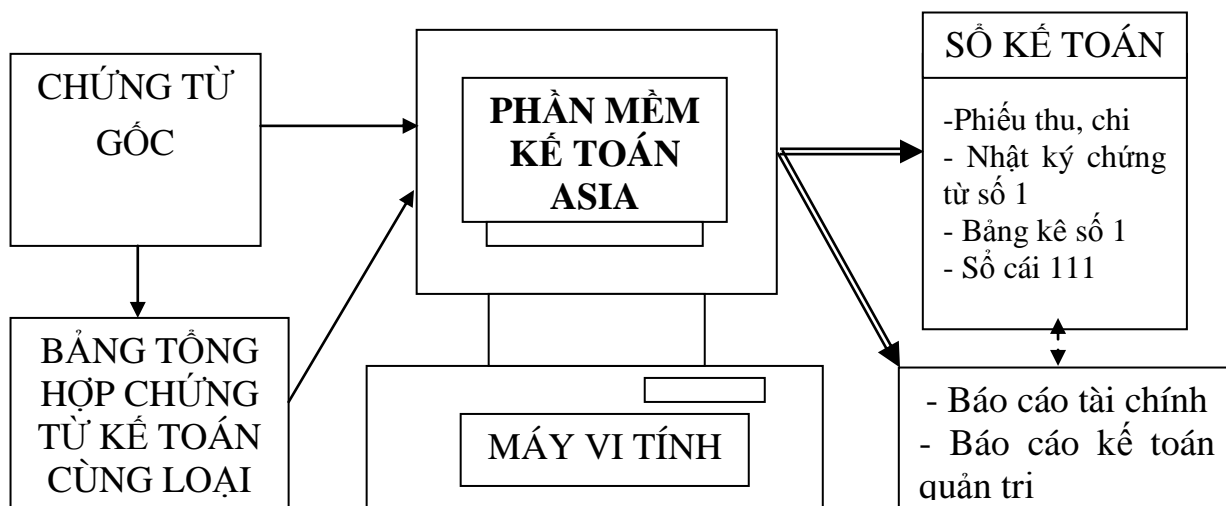 CHỨNG TỪ
GỐC
BẢNG TỔNG
HỢP CHỨNG
TỪ KẾ TOÁN
CÙNG LOẠI
PHẦN MỀM
KẾ TOÁN
ASIA
MÁY VI TÍNH
SỔ KẾ TOÁN
-Phiếu thu, chi
- Nhật ký chứng
từ số 1
- Bảng kê số 1
- Sổ cái 111
- Báo cáo tài chính
- Báo cáo kế toán
quản trị